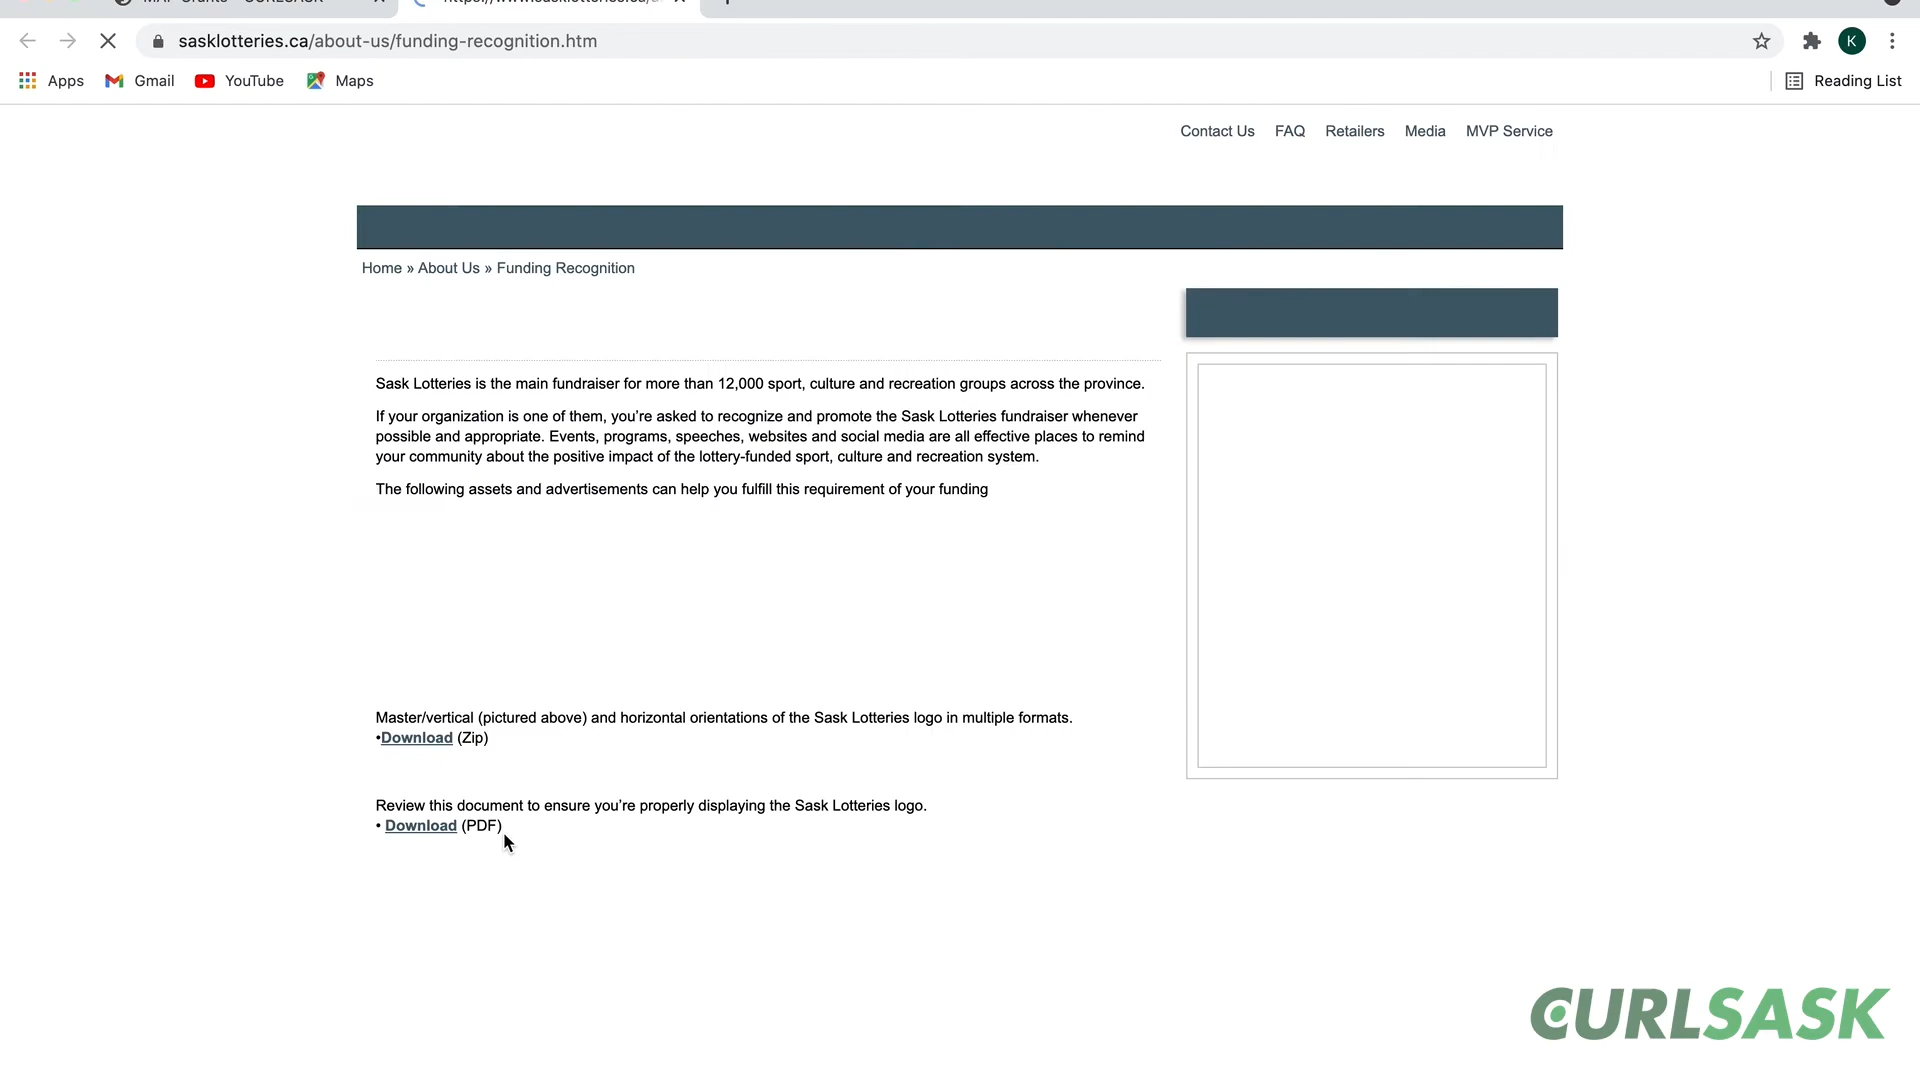 MAP Grants - CURLSASK
https://www.sasklotteries.ca/a
sasklotteries.ca/about-us/funding-recognition.htm
K
Apps
Gmail
YouTube
Maps
Reading List
Contact Us
FAQ
Retailers
Media
MVP Service
Home » About Us » Funding Recognition
Sask Lotteries is the main fundraiser for more than 12,000 sport, culture and recreation groups across the province.
If your organization is one of them, you’re asked to recognize and promote the Sask Lotteries fundraiser whenever
possible and appropriate. Events, programs, speeches, websites and social media are all effective places to remind
your community about the positive impact of the lottery-funded sport, culture and recreation system.
The following assets and advertisements can help you fulfill this requirement of your funding
Master/vertical (pictured above) and horizontal orientations of the Sask Lotteries logo in multiple formats.
•Download (Zip)
Review this document to ensure you’re properly displaying the Sask Lotteries logo.
• Download (PDF)
CURLSASK